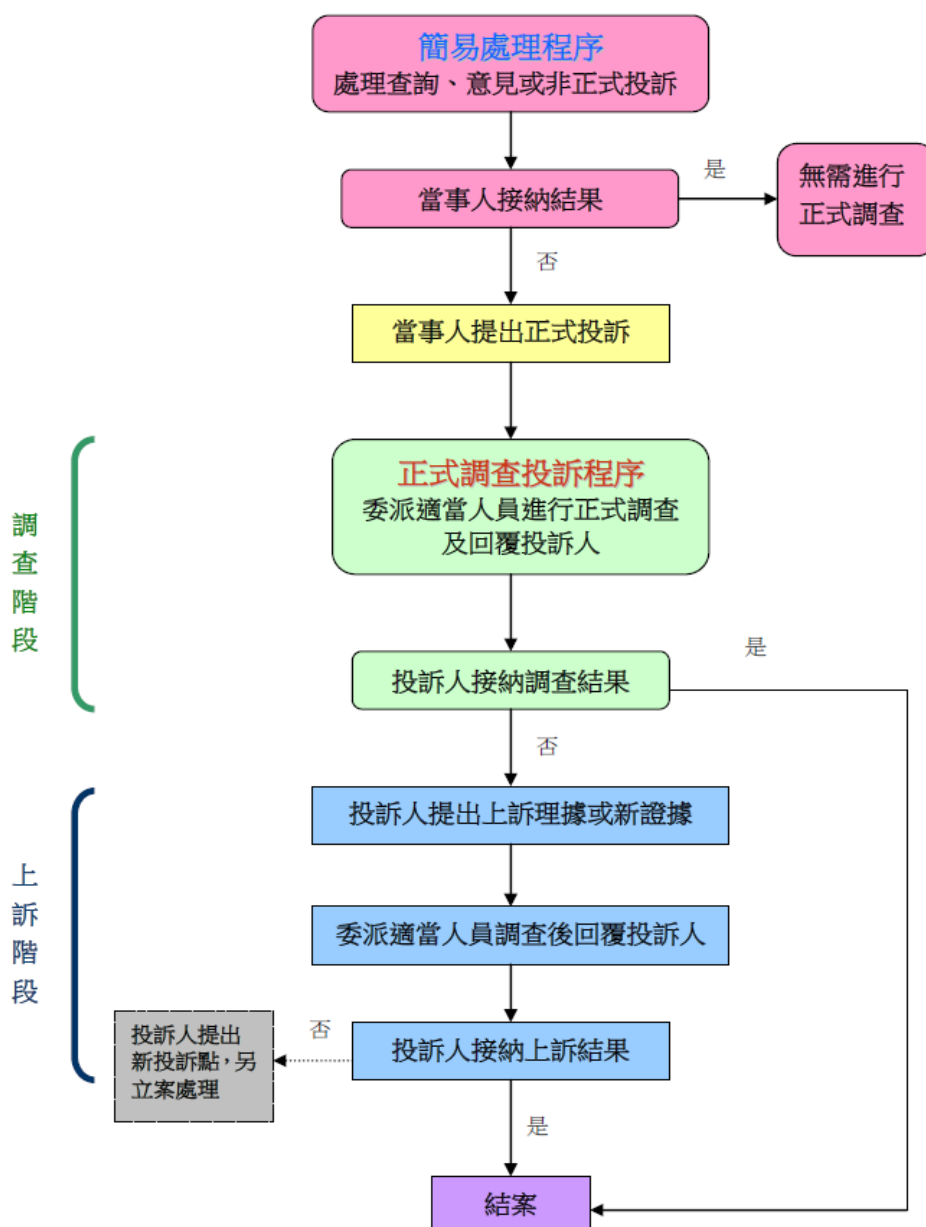 簡易處理程序
處理查詢、意見或非正式投訴
當事人接納結果
是
無需進行
正式調查
否
當事人提出正式投訴
調查階段
正式調查投訴程序
委派適當人員進行正式調查
及回覆投訴人
投訴人接納調查結果
是
否
上訴階段
投訴人提出上訴理據或新證據
委派適當人員調查後回覆投訴人
投訴人接納上訴結果
否
投訴人提出
新投訴點，另
立案處理
是
結案